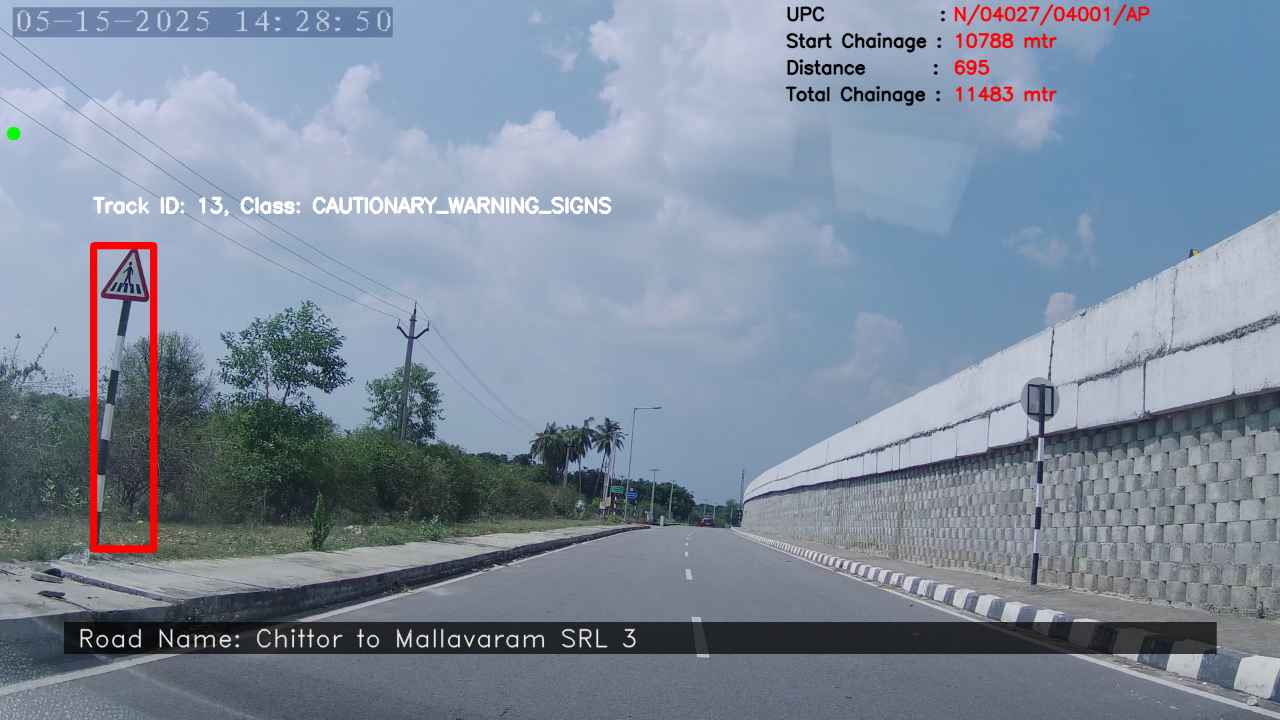 05-15-2025 14:28:50
UPC : N/04027/04001/AP
Start Chainage : 10788 mtr
Distance : 695
Total Chainage : 11483 mtr
Track ID: 13, Class: CAUTIONARY_WARNING_SIGNS
Road Name: Chittor to Mallavaram SRL 3